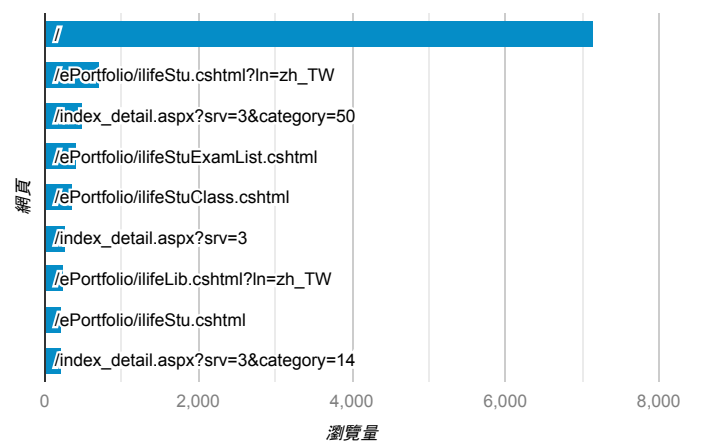 /
/ePortfolio/ilifeStu.cshtml?ln=zh_TW
/index_detail.aspx?srv=3&category=50
/ePortfolio/ilifeStuExamList.cshtml
/ePortfolio/ilifeStuClass.cshtml
/index_detail.aspx?srv=3
/ePortfolio/ilifeLib.cshtml?ln=zh_TW
/ePortfolio/ilifeStu.cshtml
/index_detail.aspx?srv=3&category=14
網頁
0 2,000 4,000 6,000 8,000
瀏覽量